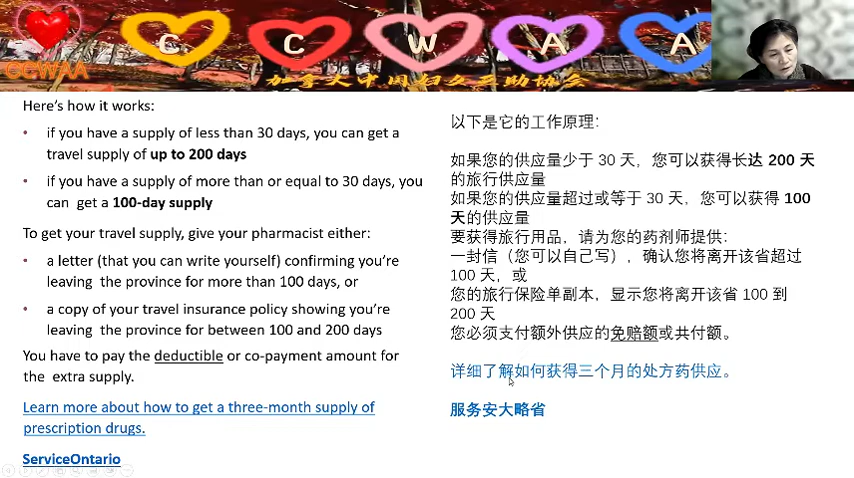 C C W A A
CCWAA
加拿大中国妇女互助协会
Here's how it works:
• if you have a supply of less than 30 days, you can get a
travel supply of up to 200 days
• if you have a supply of more than or equal to 30 days, you
can get a 100-day supply
To get your travel supply, give your pharmacist either:
• a letter (that you can write yourself) confirming you're
leaving the province for more than 100 days, or
• a copy of your travel insurance policy showing you're
leaving the province for between 100 and 200 days
You have to pay the deductible or co-payment amount for
the extra supply.
Learn more about how to get a three-month supply of
prescription drugs.
ServiceOntario
以下是它的工作原理：
如果您的供应量少于 30 天，您可以获得长达 200 天
的旅行供应量
如果您的供应量超过或等于 30 天，您可以获得 100
天的供应量
要获得旅行用品，请为您的药剂师提供：
一封信（您可以自己写），确认您将离开该省超过
100 天，或
您的旅行保险单副本，显示您将离开该省 100 到
200 天
您必须支付额外供应的免赔额或共付额。
详细了解如何获得三个月的处方药供应。
服务安大略省